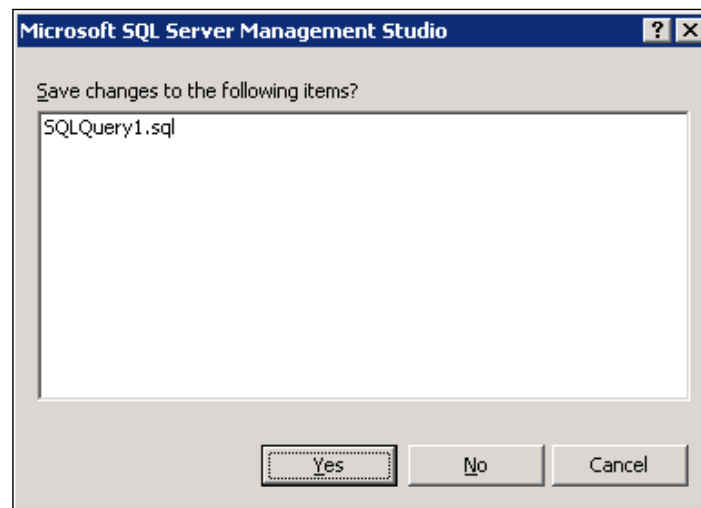 Microsoft SQL Server Management Studio ?
Save changes to the following items?
SQLQuery1.sql
Yes No Cancel